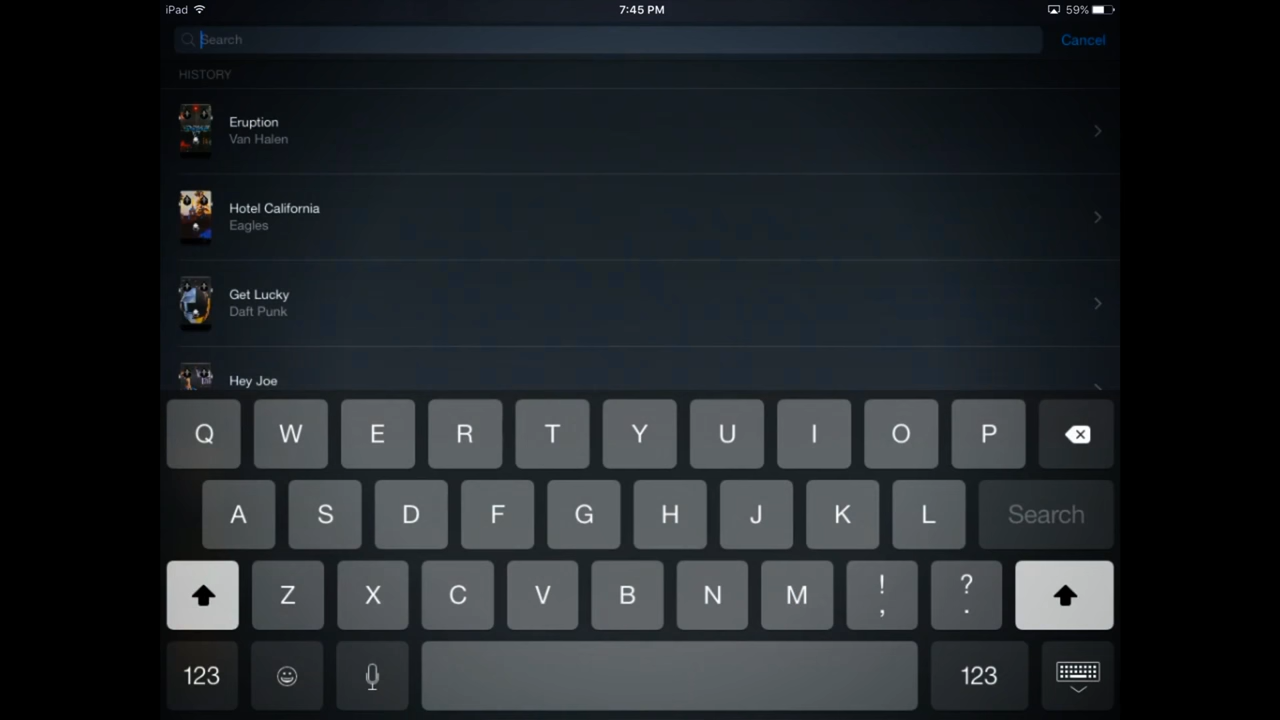 iPad 7:45 PM 59%
Search Cancel
HISTORY
Eruption
Van Halen
Hotel California
Eagles
Get Lucky
Daft Punk
Hey Joe
Q W E R T Y U I O P
A S D F G H J K L Search
Z X C V B N M ! , ? .
123 123